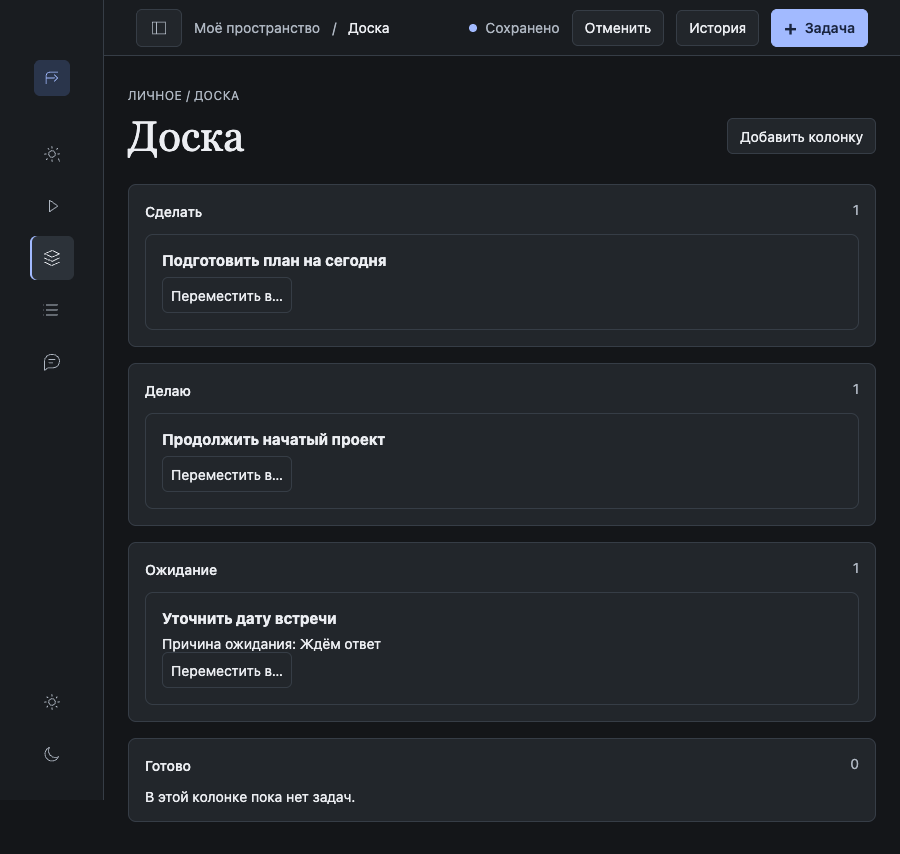 Моё пространство / Доска
Сохранено
Отменить
История
+ Задача
ЛИЧНОЕ / ДОСКА
Доска
Добавить колонку
Сделать
1
Подготовить план на сегодня
Переместить в...
Делаю
1
Продолжить начатый проект
Переместить в...
Ожидание
1
Уточнить дату встречи
Причина ожидания: Ждём ответ
Переместить в...
Готово
0
В этой колонке пока нет задач.